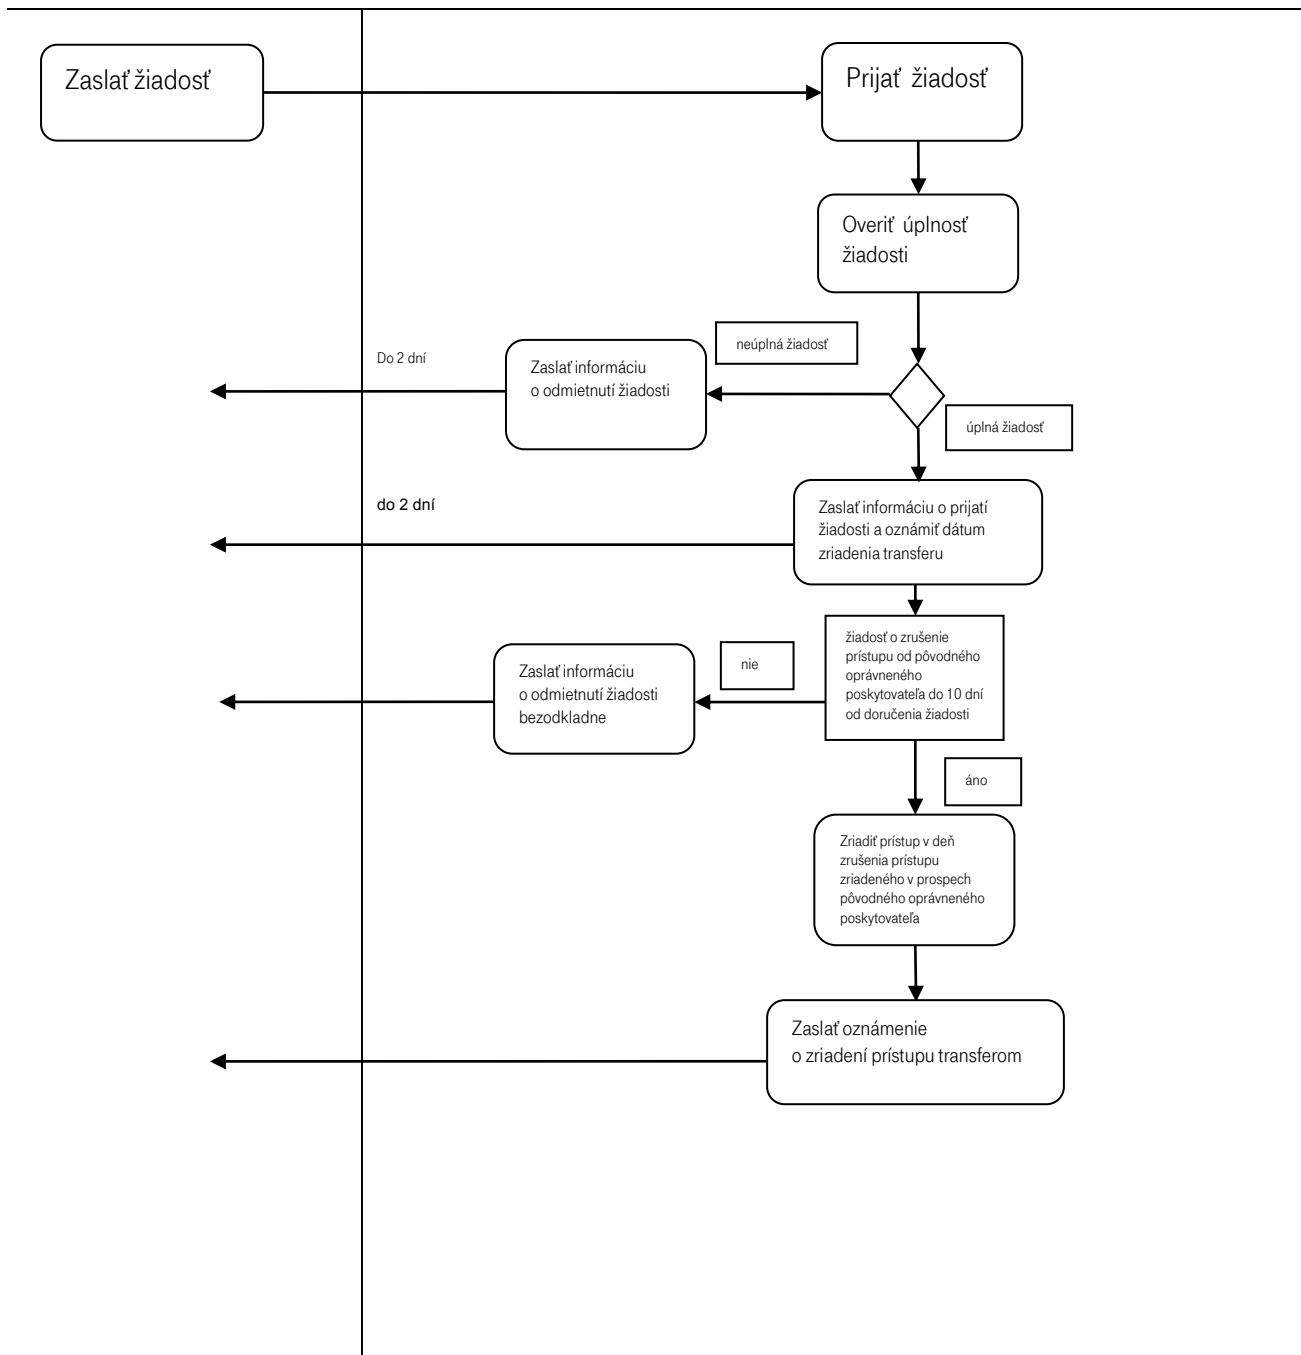 Zaslať žiadosť
Prijať žiadosť
Overiť úplnosť
žiadosti
neúplná žiadosť
Do 2 dní
Zaslať informáciu
o odmietnutí žiadosti
úplná žiadosť
do 2 dní
Zaslať informáciu o prijatí
žiadosti a oznámiť dátum
zriadenia transferu
žiadosť o zrušenie
prístupu od pôvodného
oprávneného
poskytovateľa do 10 dní
od doručenia žiadosti
nie
Zaslať informáciu
o odmietnutí žiadosti
bezodkladne
áno
Zriadiť prístup v deň
zrušenia prístupu
zriadeného v prospech
pôvodného oprávneného
poskytovateľa
Zaslať oznámenie
o zriadení prístupu transferom